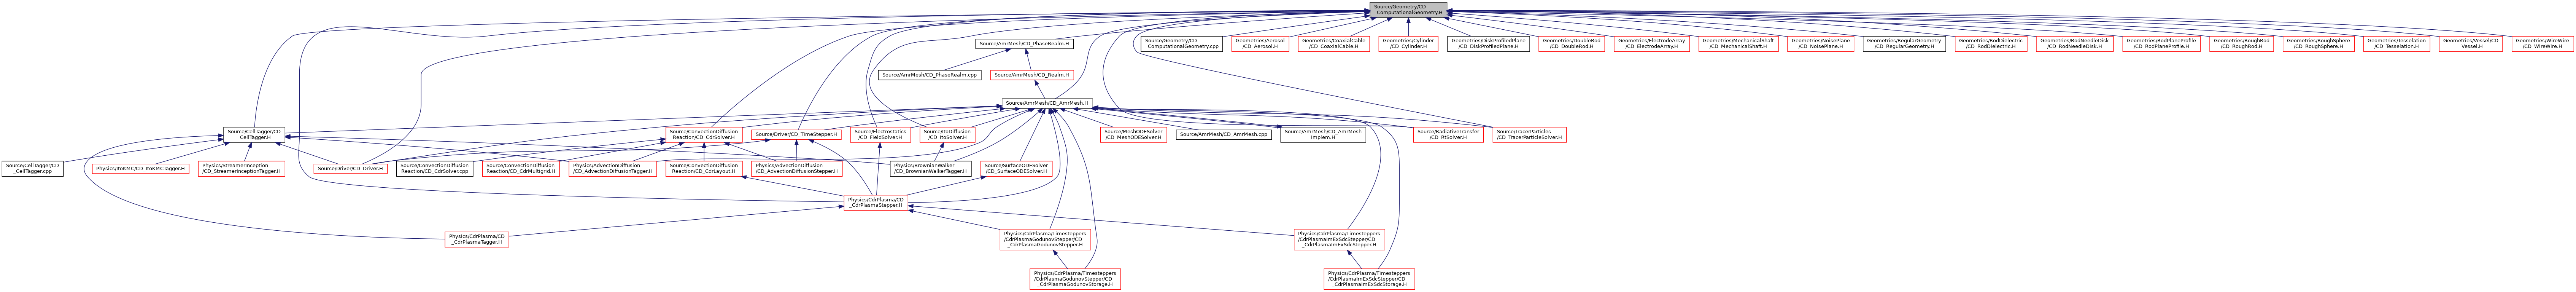 Source/Geometry/CD
_ComputationalGeometry.H
Source/AmrMesh/CD_PhaseRealm.H
Source/Geometry/CD
_ComputationalGeometry.cpp
Geometries/Aerosol
/CD_Aerosol.H
Geometries/CoaxialCable
/CD_CoaxialCable.H
Geometries/Cylinder
/CD_Cylinder.H
Geometries/DiskProfiledPlane
/CD_DiskProfiledPlane.H
Geometries/DoubleRod
/CD_DoubleRod.H
Geometries/ElectrodeArray
/CD_ElectrodeArray.H
Geometries/MechanicalShaft
/CD_MechanicalShaft.H
Geometries/NoisePlane
/CD_NoisePlane.H
Geometries/RegularGeometry
/CD_RegularGeometry.H
Geometries/RodDielectric
/CD_RodDielectric.H
Geometries/RodNeedleDisk
/CD_RodNeedleDisk.H
Geometries/RodPlaneProfile
/CD_RodPlaneProfile.H
Geometries/RoughRod
/CD_RoughRod.H
Geometries/RoughSphere
/CD_RoughSphere.H
Geometries/Tesselation
/CD_Tesselation.H
Geometries/Vessel/CD
_Vessel.H
Geometries/WireWire
/CD_WireWire.H
Source/AmrMesh/CD_PhaseRealm.cpp
Source/AmrMesh/CD_Realm.H
Source/AmrMesh/CD_AmrMesh.H
Source/CellTagger/CD
_CellTagger.H
Source/ConvectionDiffusion
Reaction/CD_CdrSolver.H
Source/Driver/CD_TimeStepper.H
Source/Electrostatics
/CD_FieldSolver.H
Source/ItoDiffusion
/CD_ItoSolver.H
Source/MeshODESolver
/CD_MeshODESolver.H
Source/AmrMesh/CD_AmrMesh.cpp
Source/AmrMesh/CD_AmrMesh
Implem.H
Source/RadiativeTransfer
/CD_RtSolver.H
Source/TracerParticles
/CD_TracerParticleSolver.H
Source/CellTagger/CD
_CellTagger.cpp
Physics/ItoKMC/CD_ItoKMCTagger.H
Physics/StreamerInception
/CD_StreamerInceptionTagger.H
Source/Driver/CD_Driver.H
Source/ConvectionDiffusion
Reaction/CD_CdrSolver.cpp
Source/ConvectionDiffusion
Reaction/CD_CdrMultigrid.H
Physics/AdvectionDiffusion
/CD_AdvectionDiffusionTagger.H
Source/ConvectionDiffusion
Reaction/CD_CdrLayout.H
Physics/AdvectionDiffusion
/CD_AdvectionDiffusionStepper.H
Physics/BrownianWalker
/CD_BrownianWalkerTagger.H
Source/SurfaceODESolver
/CD_SurfaceODESolver.H
Physics/CdrPlasma/CD
_CdrPlasmaStepper.H
Physics/CdrPlasma/CD
_CdrPlasmaTagger.H
Physics/CdrPlasma/Timesteppers
/CdrPlasmaGodunovStepper/CD
_CdrPlasmaGodunovStepper.H
Physics/CdrPlasma/Timesteppers
/CdrPlasmaImExSdcStepper/CD
_CdrPlasmaImExSdcStepper.H
Physics/CdrPlasma/Timesteppers
/CdrPlasmaGodunovStepper/CD
_CdrPlasmaGodunovStorage.H
Physics/CdrPlasma/Timesteppers
/CdrPlasmaImExSdcStepper/CD
_CdrPlasmaImExSdcStorage.H